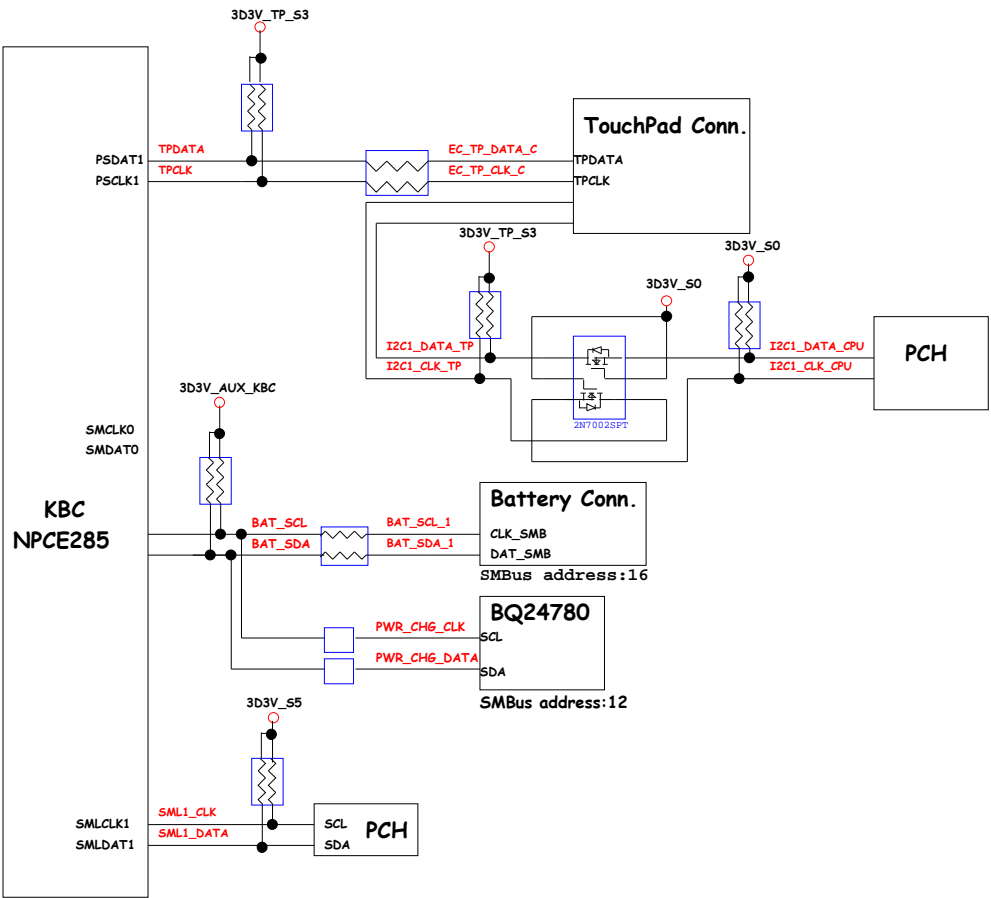 3D3V_TP_S3
TouchPad Conn.
TPDATA
EC_TP_DATA_C
PSDAT1
TPDATA
TPCLK
EC_TP_CLK_C
PSCLK1
TPCLK
3D3V_TP_S3
3D3V_S0
3D3V_S0
I2C1_DATA_TP
I2C1_DATA_CPU
PCH
I2C1_CLK_TP
I2C1_CLK_CPU
3D3V_AUX_KBC
2N7002SPT
SMCLK0
SMDAT0
KBC
NPCE285
Battery Conn.
BAT_SCL
BAT_SCL_1
CLK_SMB
BAT_SDA
BAT_SDA_1
DAT_SMB
SMBus address:16
BQ24780
PWR_CHG_CLK
SCL
PWR_CHG_DATA
SDA
SMBus address:12
3D3V_S5
SML1_CLK
SMLCLK1
SCL
PCH
SML1_DATA
SMLDAT1
SDA